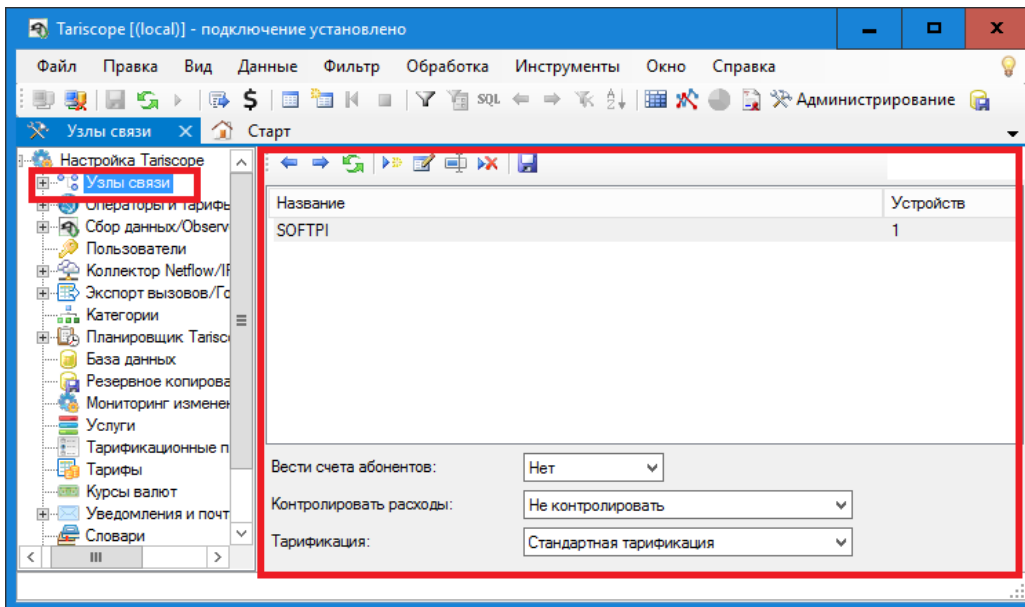 Tariscope [(local)] - подключение установлено
Файл Правка Вид Данные Фильтр Обработка Инструменты Окно Справка
SQL Администрирование
Узлы связи Старт
Настройка Tariscope
Узлы связи
Операторы и тарифы
Сбор данных/Observ
Пользователи
Коллектор Netflow/IF
Экспорт вызовов/Го
Категории
Планировщик Tarisco
База данных
Резервное копирова
Мониторинг изменен
Услуги
Тарификационные п
Тарифы
Курсы валют
Уведомления и почт
Словари
Название Устройств
SOFTPI 1
Вести счета абонентов: Нет
Контролировать расходы: Не контролировать
Тарификация: Стандартная тарификация